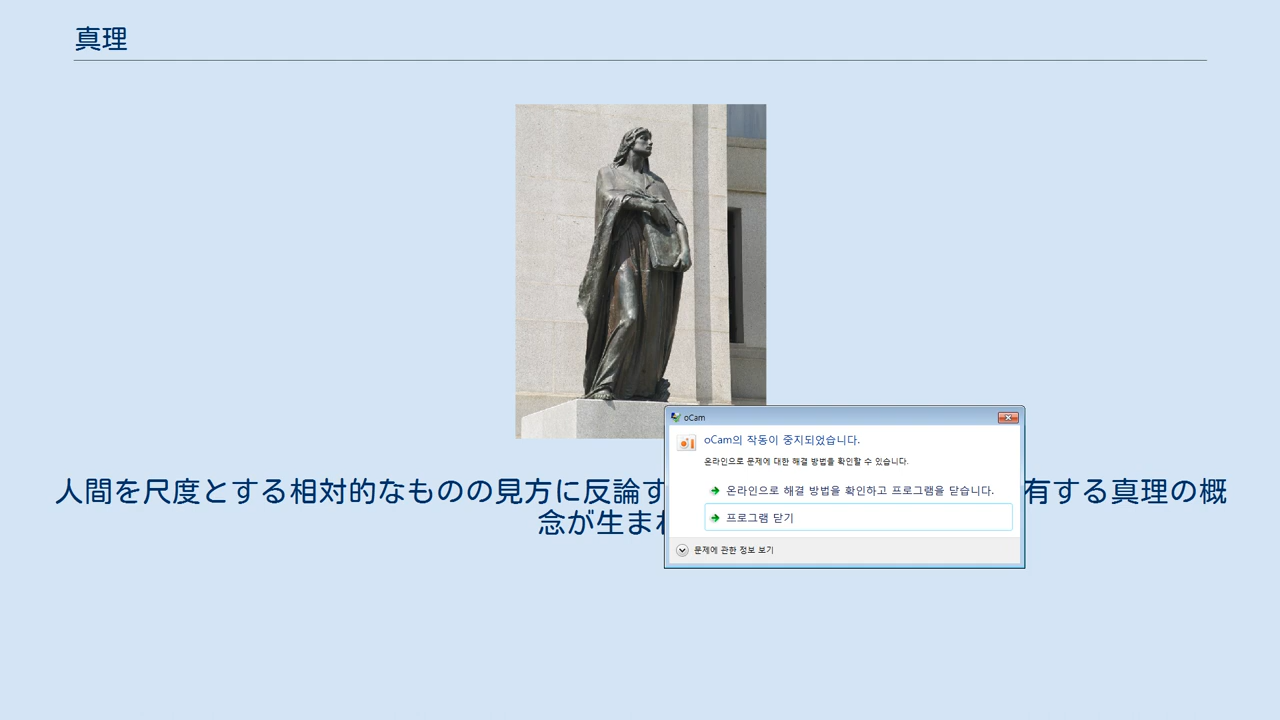 真理
oCam
oCam의 작동이 중지되었습니다.
온라인으로 문제에 대한 해결 방법을 확인할 수 있습니다.
온라인으로 해결 방법을 확인하고 프로그램을 닫습니다.
프로그램 닫기
문제에 관한 정보 보기
人間を尺度とする相対的なものの見方に反論す 有する真理の概
念が生ま